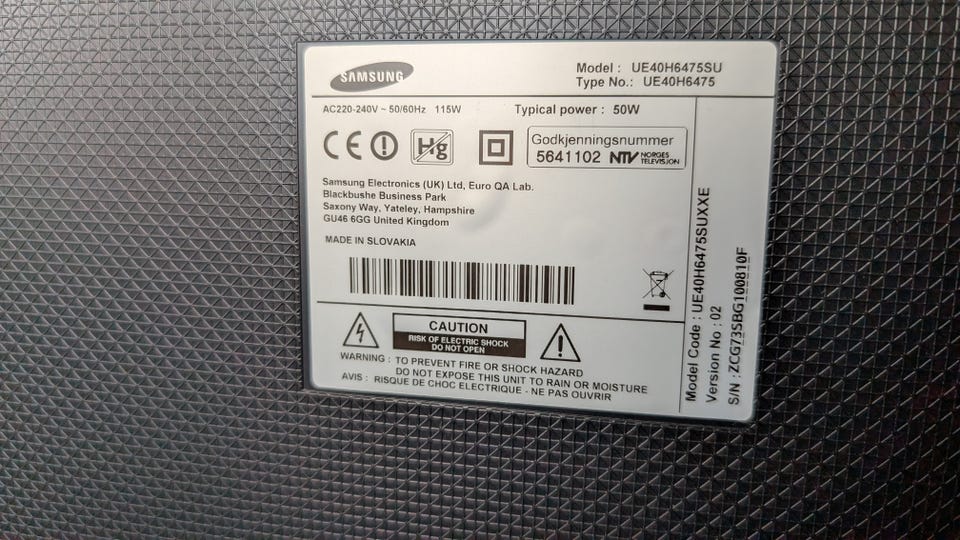 SAMSUNG
Model : UE40H6475SU
Type No.: UE40H6475
AC220-240V ~ 50/60Hz 115W
Typical power : 50W
CE
Hg
Godkjenningsnummer
5641102 NTV NORGES TELEVISJON
Samsung Electronics (UK) Ltd, Euro QA Lab.
Blackbushe Business Park
Saxony Way, Yateley, Hampshire
GU46 6GG United Kingdom
MADE IN SLOVAKIA
CAUTION
RISK OF ELECTRIC SHOCK
DO NOT OPEN
WARNING : TO PREVENT FIRE OR SHOCK HAZARD
DO NOT EXPOSE THIS UNIT TO RAIN OR MOISTURE
AVIS : RISQUE DE CHOC ELECTRIQUE - NE PAS OUVRIR
Model Code : UE40H6475SUXXE
Version No : 02
S/N : ZCG73SBG100810F